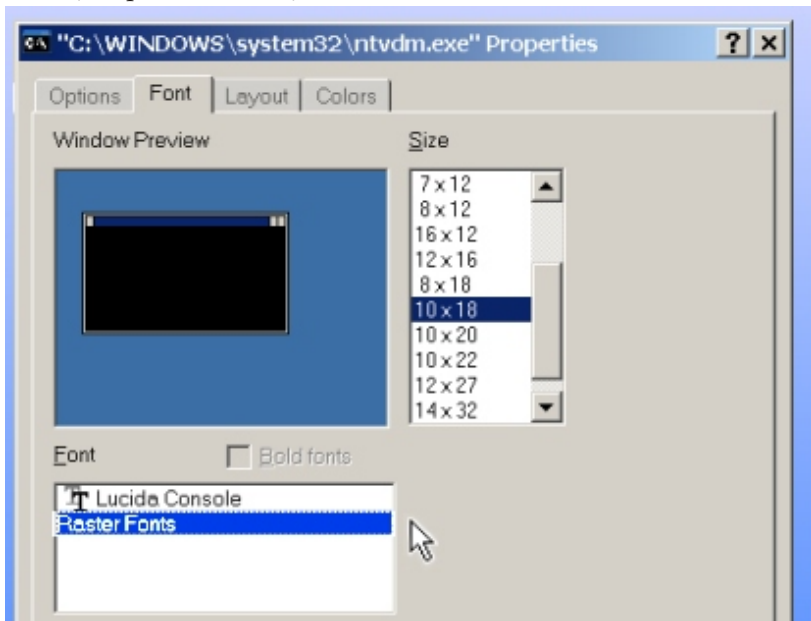 "C:\WINDOWS\system32\ntvdm.exe" Properties
Options Font Layout Colors
Window Preview
Size
7 x 12
8 x 12
16 x 12
12 x 16
8 x 18
10 x 18
10 x 20
10 x 22
12 x 27
14 x 32
Font
Bold fonts
Lucida Console
Raster Fonts